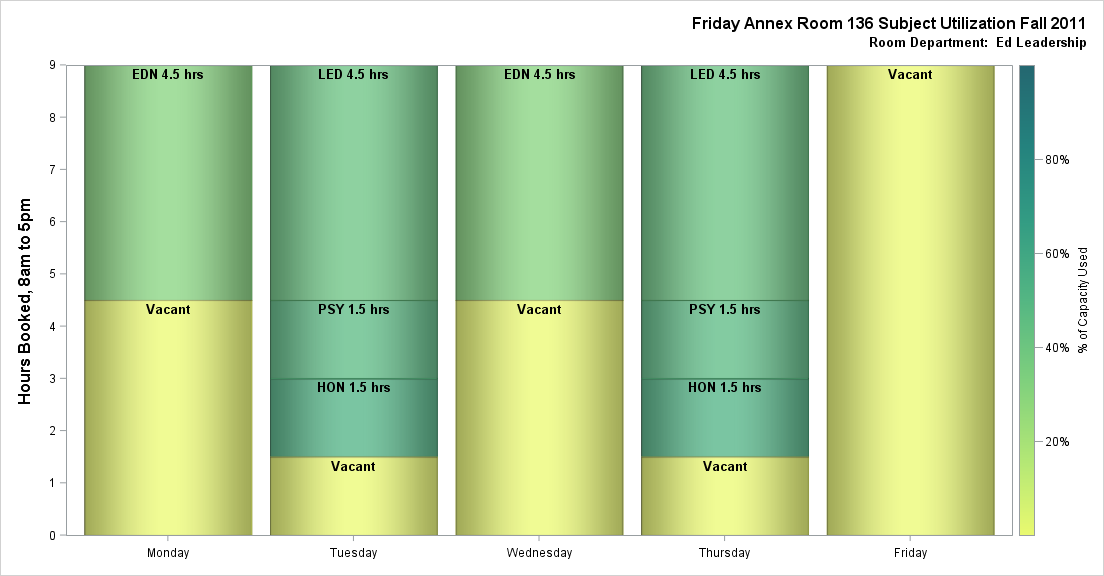 Friday Annex Room 136 Subject Utilization Fall 2011
Room Department:  Ed Leadership
Hours Booked, 8am to 5pm
9
8
7
6
5
4
3
2
1
0
EDN 4.5 hrs
Vacant
LED 4.5 hrs
PSY 1.5 hrs
HON 1.5 hrs
Vacant
EDN 4.5 hrs
Vacant
LED 4.5 hrs
PSY 1.5 hrs
HON 1.5 hrs
Vacant
Vacant
Monday
Tuesday
Wednesday
Thursday
Friday
80%
60%
40%
20%
% of Capacity Used